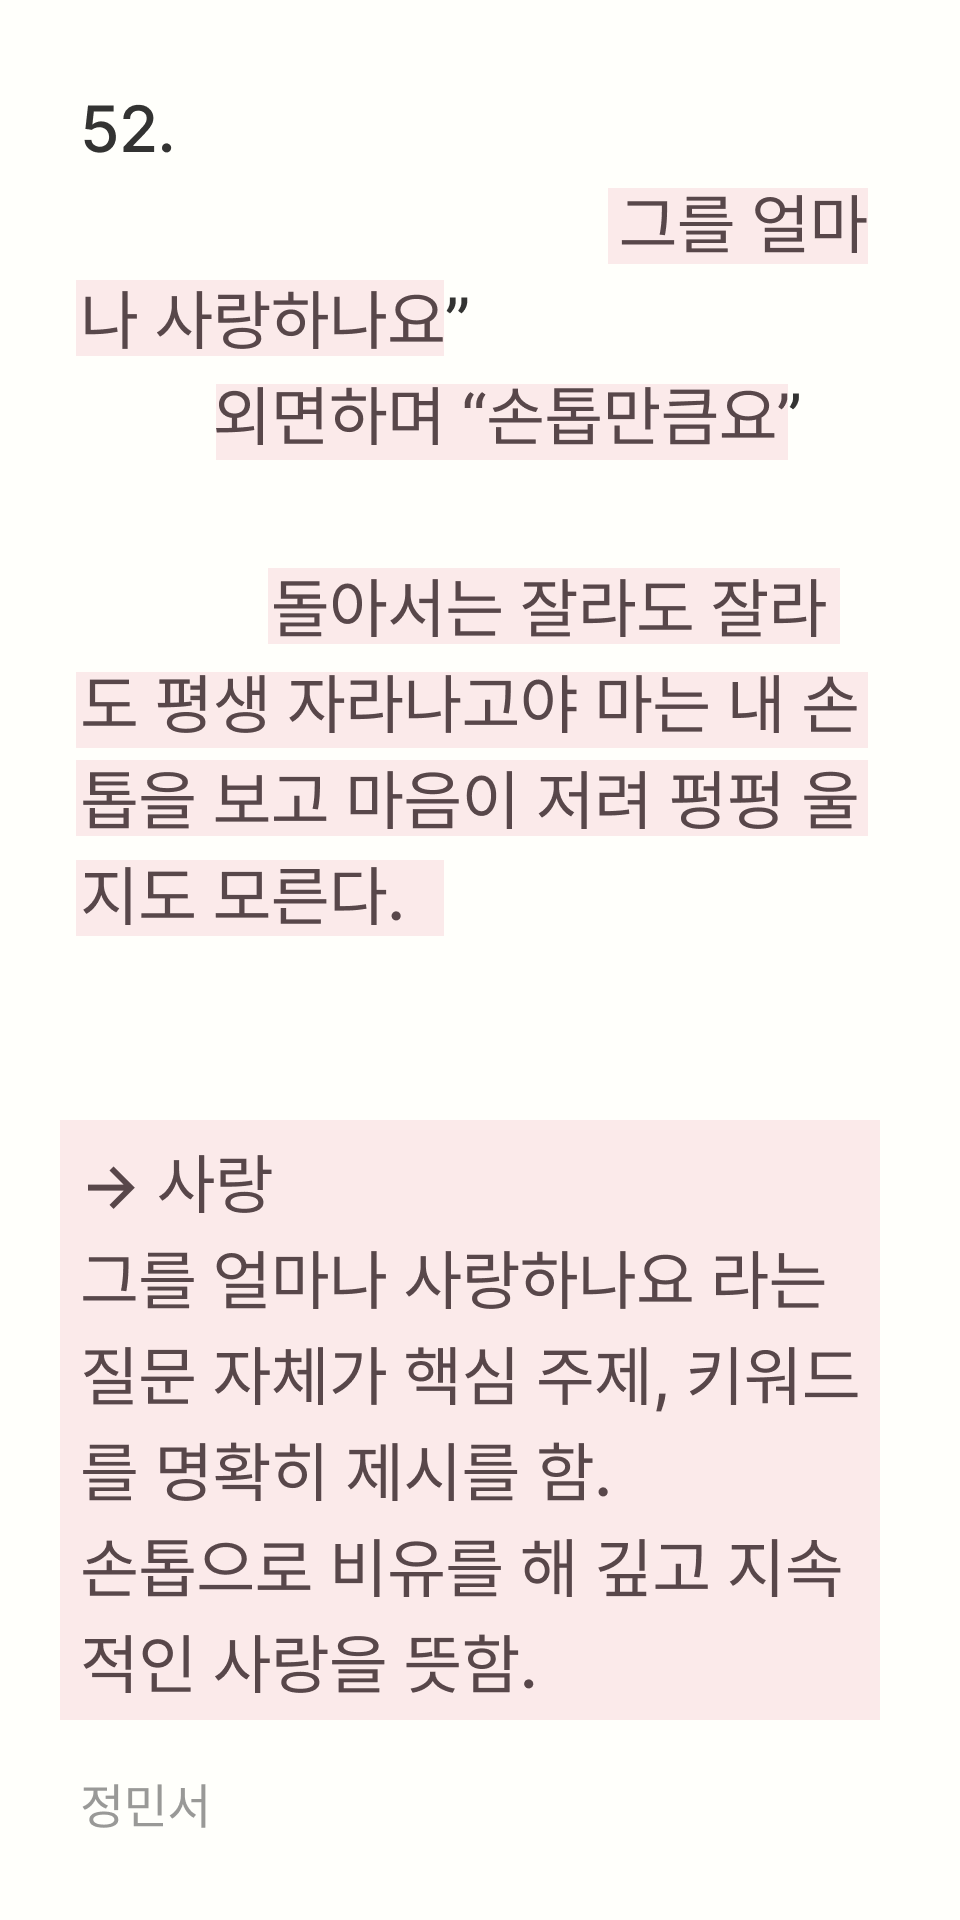 52.
그를 얼마
나 사랑하나요”
외면하며 “손톱만큼요”
돌아서는 잘라도 잘라
도 평생 자라나고야 마는 내 손
톱을 보고 마음이 저려 펑펑 울
지도 모른다.
→ 사랑
그를 얼마나 사랑하나요 라는
질문 자체가 핵심 주제, 키워드
를 명확히 제시를 함.
손톱으로 비유를 해 깊고 지속
적인 사랑을 뜻함.
정민서